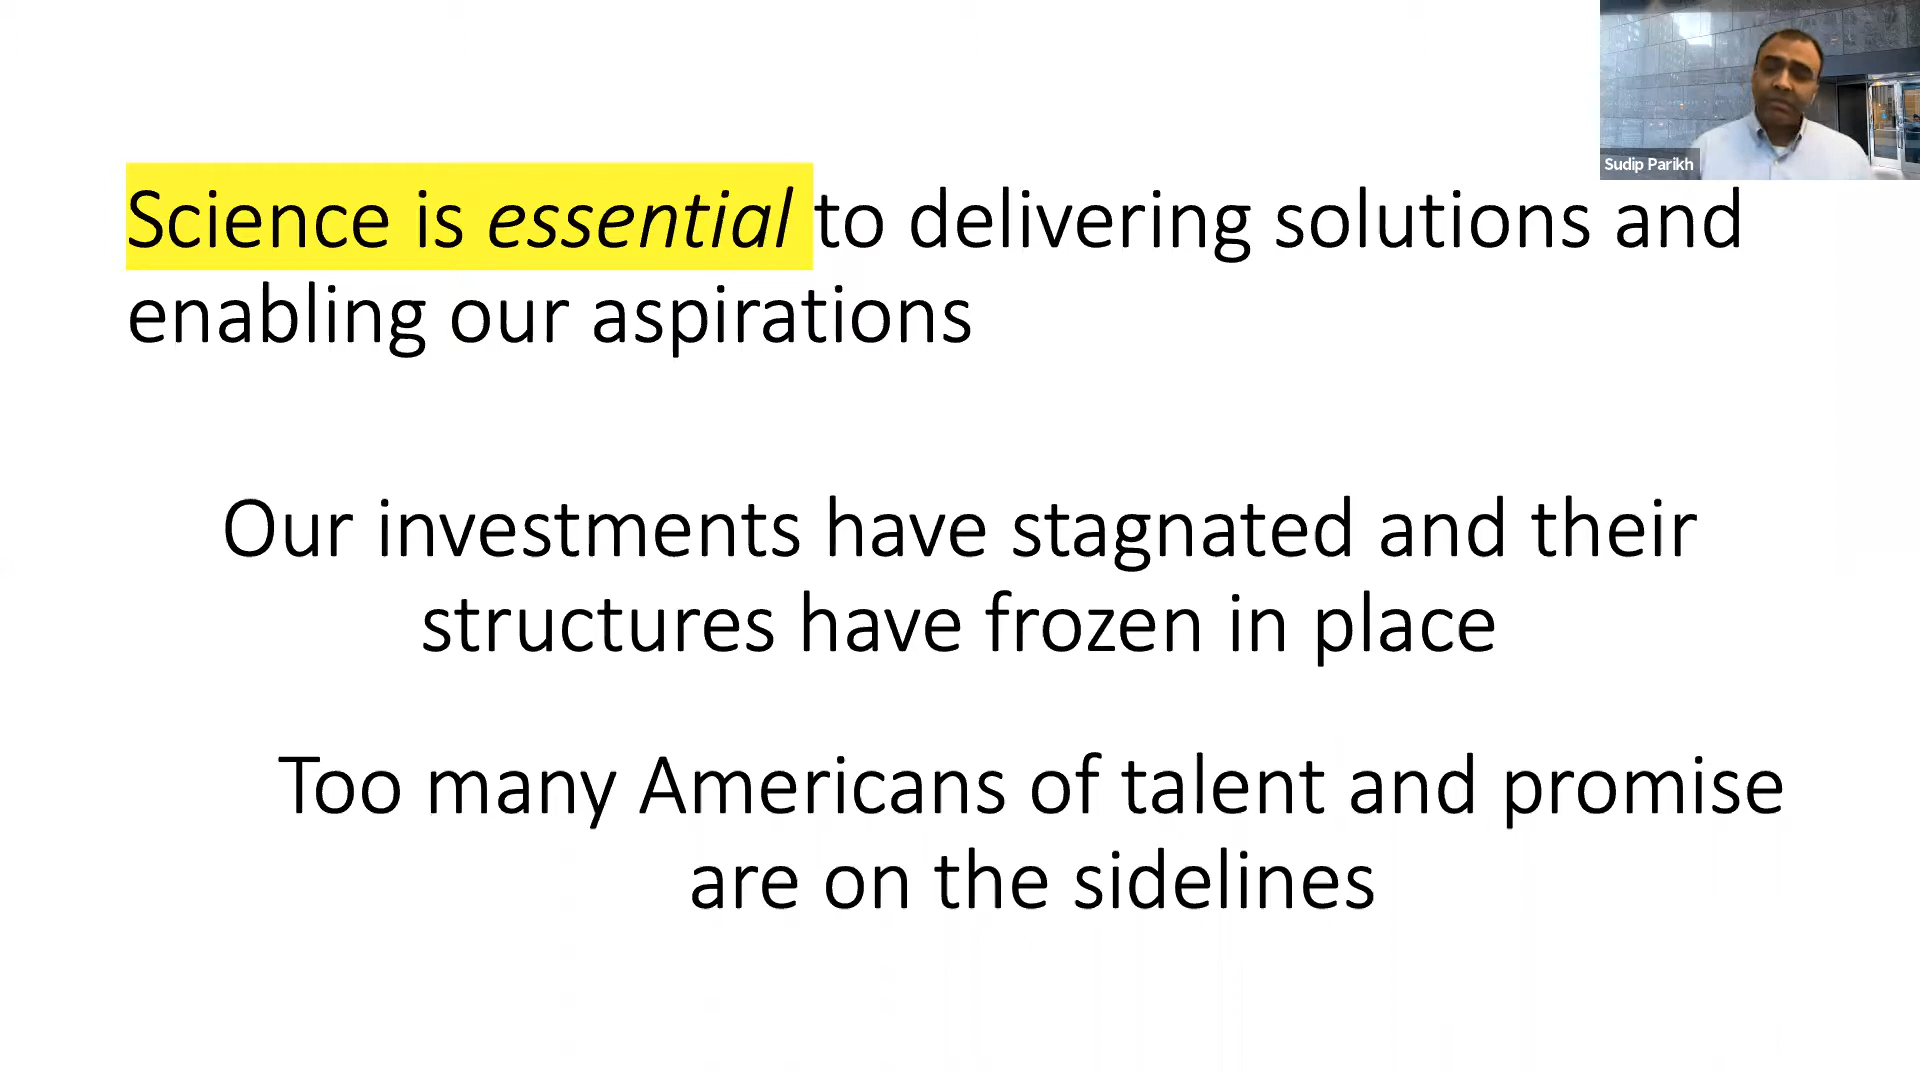 Sudip Parikh
Science is essential to delivering solutions and
enabling our aspirations
Our investments have stagnated and their
structures have frozen in place
Too many Americans of talent and promise
are on the sidelines